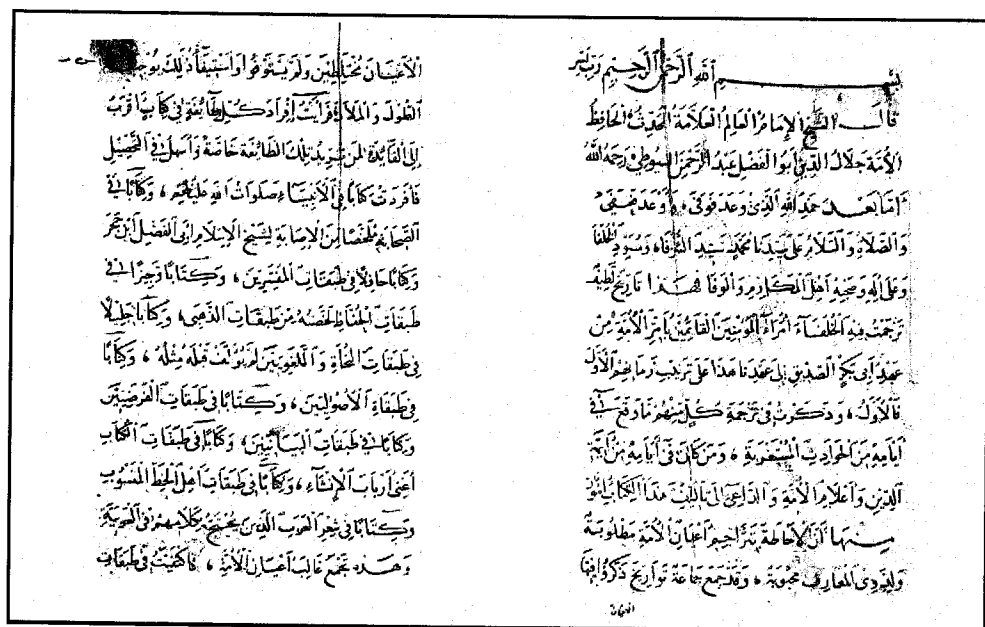 بسم الله الرحمن الرحيم رب يسر
قال الشيخ الإمام العالم العلامة المحدث الحافظ
الأمة جلال الدين أبو الفضل عبد الرحمن السيوطي رحمه الله
أما بعد حمد الله الذي وعد فوفى ، وأوعد فعفى
والصلاة والسلام على سيدنا محمد سيد الشرفا، ومسود الخلفا
وعلى اله وصحبه أهل المكارم والوفا فهذا تاريخ لطيف
ترجمت فيه الخلفاء أمراء المؤمنين القائمين بأمر الأمة من
عهد أبي بكر الصديق إلى عهدنا هذا على ترتيب زمانهم الأول
فالأول ، وذكرت في ترجمة كل منهم ما وقع في
أيامه من الحوادث المستغربة ، ومن كان في أيامه من أئمة
الدين وأعلام الأمة والداعي إلى تأليف هذا الكتاب أمور
منها أن الإحاطة بتراجيم أعيان الأمة مطلوبة
ولذوي المعارف محبوبة ، وقد جمع جماعة تواريخ ذكروا فيها
الأعيان
الأعيان مختلطين ولم يستوفوا واستيفاء ذلك يوجب
الطول والملال فرأيت إفراد كل طائفة في كتاب أقرب
إلى الفائدة لمن يريد تلك الطائفة خاصة وأسهل في التحصيل
فأفردت كتابا في الأنبياء صلوات الله عليهم ، وكتابا في
الصحابة ملخصا من الإصابة لشيخ الإسلام أبي الفضل ابن حجر
وكتابا حافلا في طبقات المفسرين ، وكتابا وجيزا في
طبقات الحفاظ لخصته من طبقات الذهبي، وكتابا جليلا
في طبقات النحاة واللغويين لم يؤلف قبله مثله ، وكتابا
في طبقات الأصوليين ، وكتابا في طبقات الفرضيين
وكتابا في طبقات البيانيين، وكتابا في طبقات الكتاب
أعني أرباب الإنشاء ، وكتابا في طبقات أهل الخط المنسوب
وكتابا في شعر العرب الذين يحتج بكلامهم في العربية
وهذه تجمع غالب أعيان الأمة ، فاكتفيت في طبقات